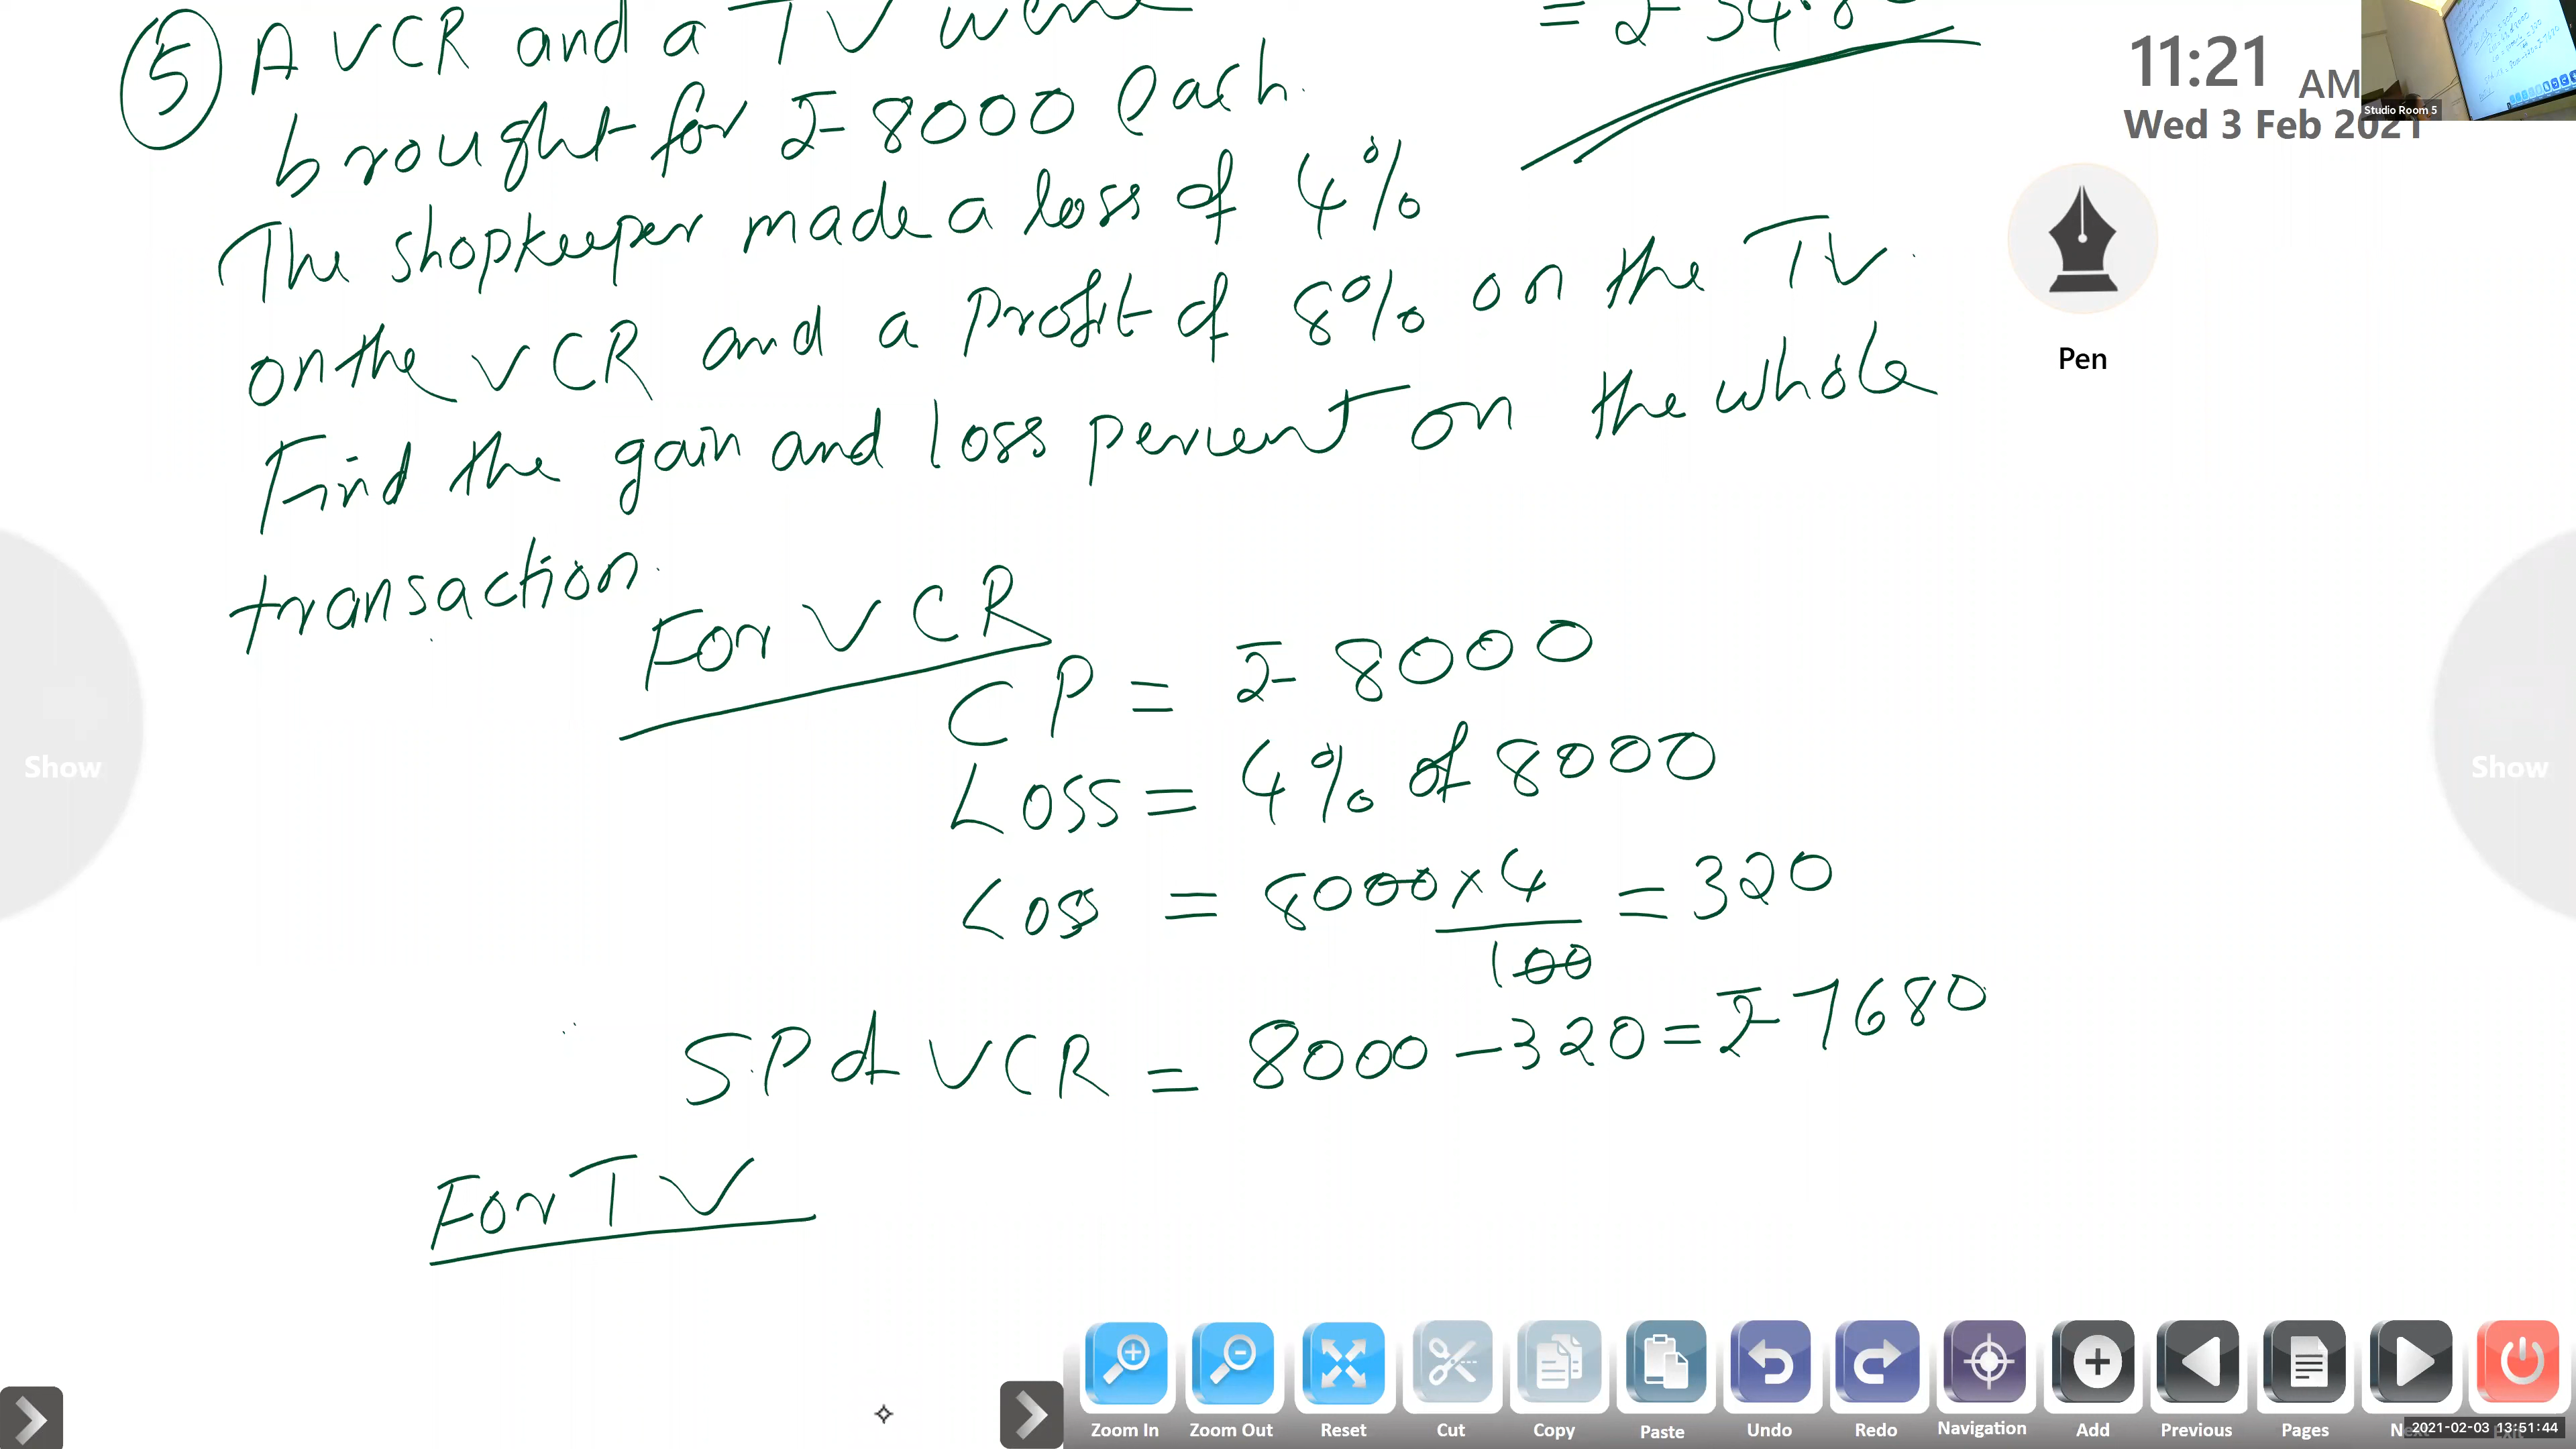 5 A VCR and a TV were
brought for ₹ 8000 each.
The shopkeeper made a loss of 4%
on the VCR and a profit of 8% on the TV.
Find the gain and loss percent on the whole
transaction.
For VCR
CP = ₹ 8000
Loss = 4% of 8000
Loss = 8000 × 4 / 100 = 320
SP of VCR = 8000 – 320 = ₹ 7680
For TV
11:21 AM
Wed 3 Feb 2021
Studio Room 5
Pen
Show
Show
Zoom In Zoom Out Reset Cut Copy Paste Undo Redo Navigation Add Previous Pages
2021-02-03 13:51:44